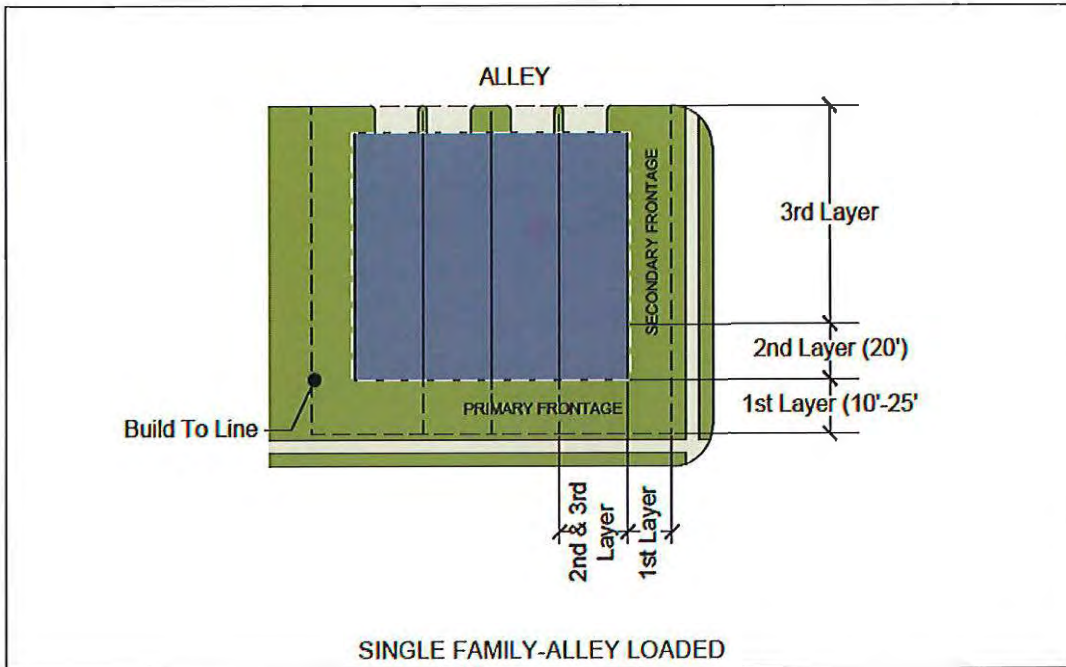 ALLEY
SECONDARY FRONTAGE
3rd Layer
2nd Layer (20')
1st Layer (10'-25'
PRIMARY FRONTAGE
Build To Line
2nd & 3rd
Layer
1st Layer
SINGLE FAMILY-ALLEY LOADED